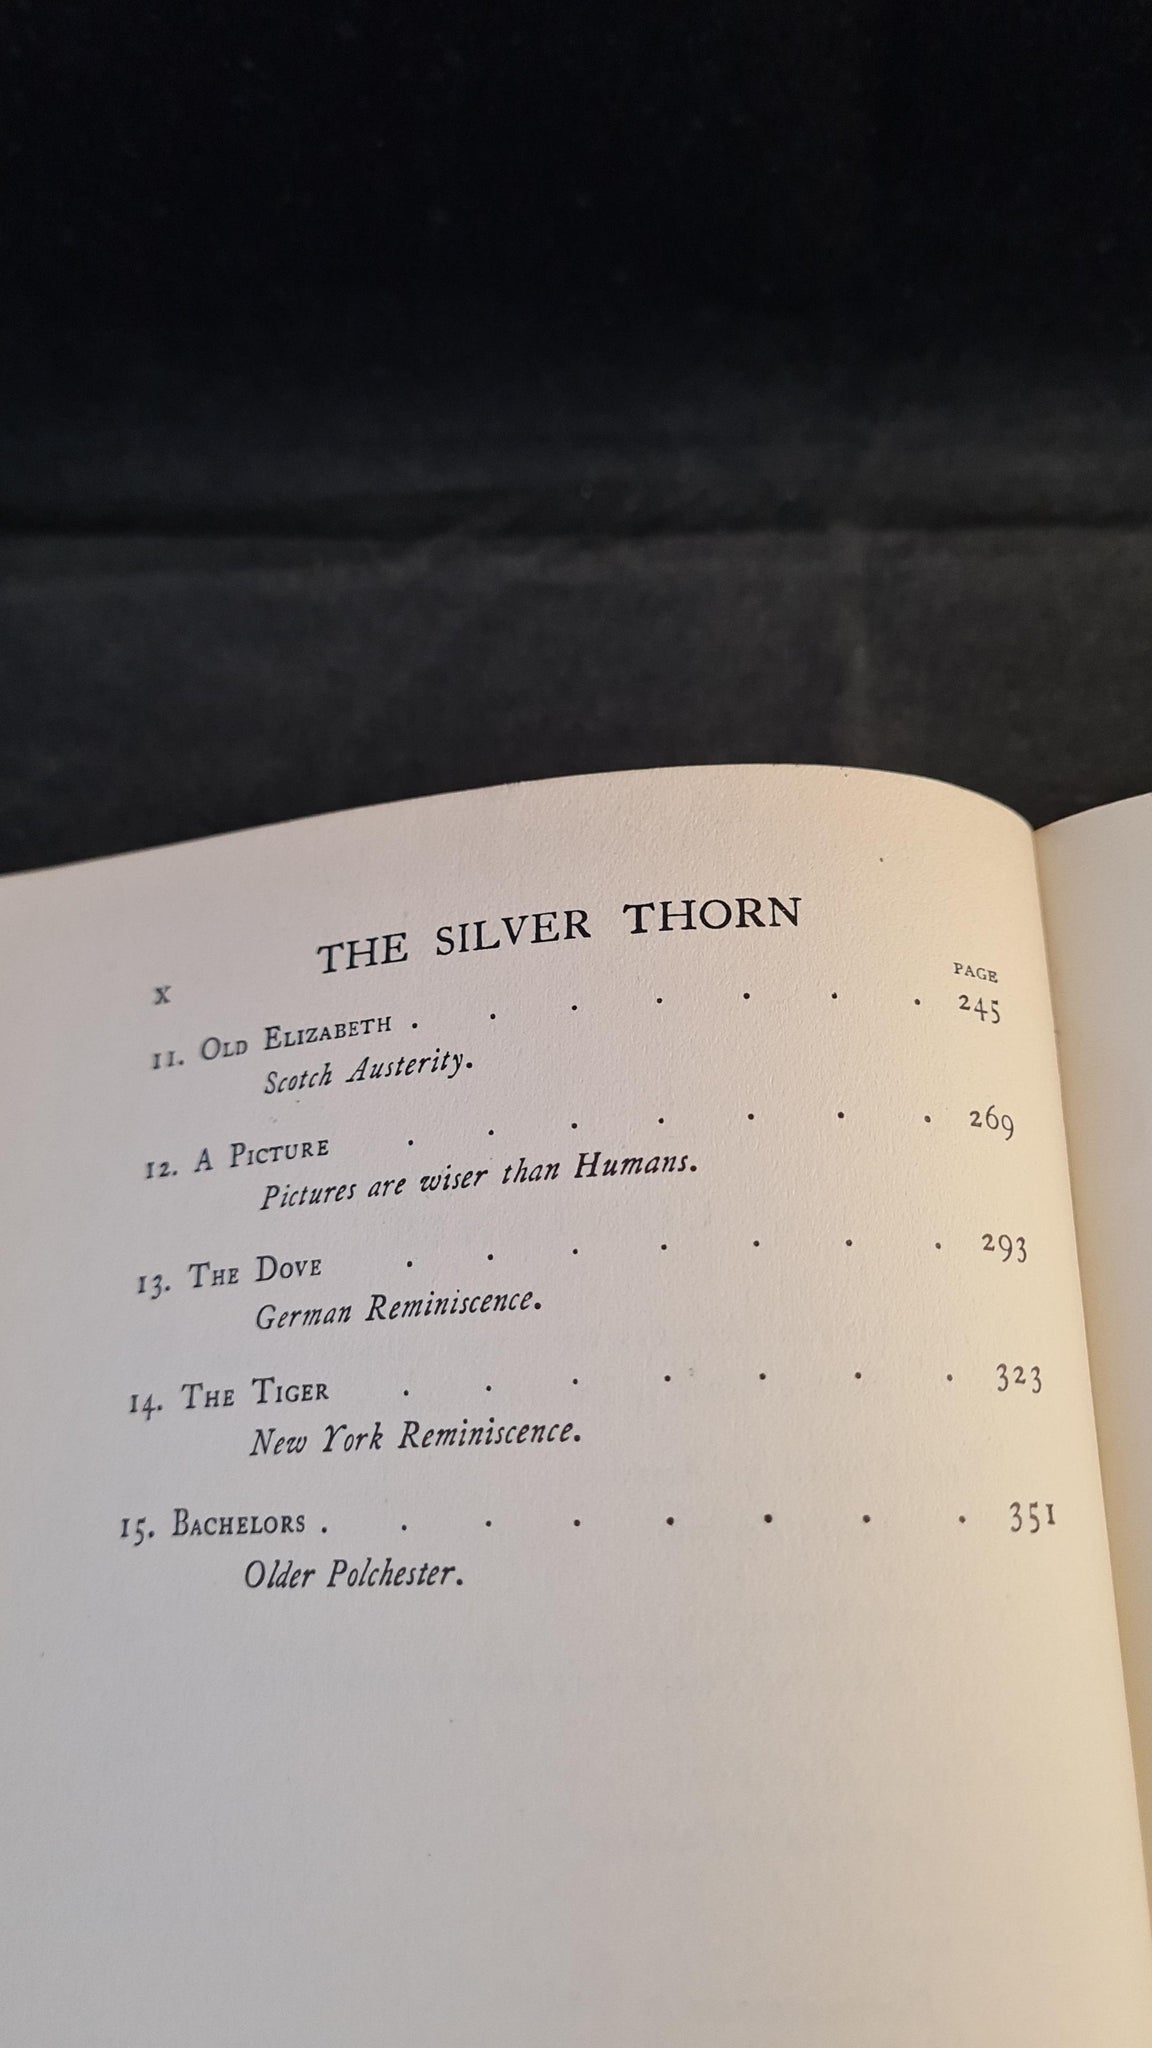 THE SILVER THORN
x
PAGE
11. OLD ELIZABETH . . . . . . . 245
Scotch Austerity.
12. A PICTURE . . . . . . . 269
Pictures are wiser than Humans.
13. THE DOVE . . . . . . . 293
German Reminiscence.
14. THE TIGER . . . . . . . 323
New York Reminiscence.
15. BACHELORS . . . . . . . . 351
Older Polchester.